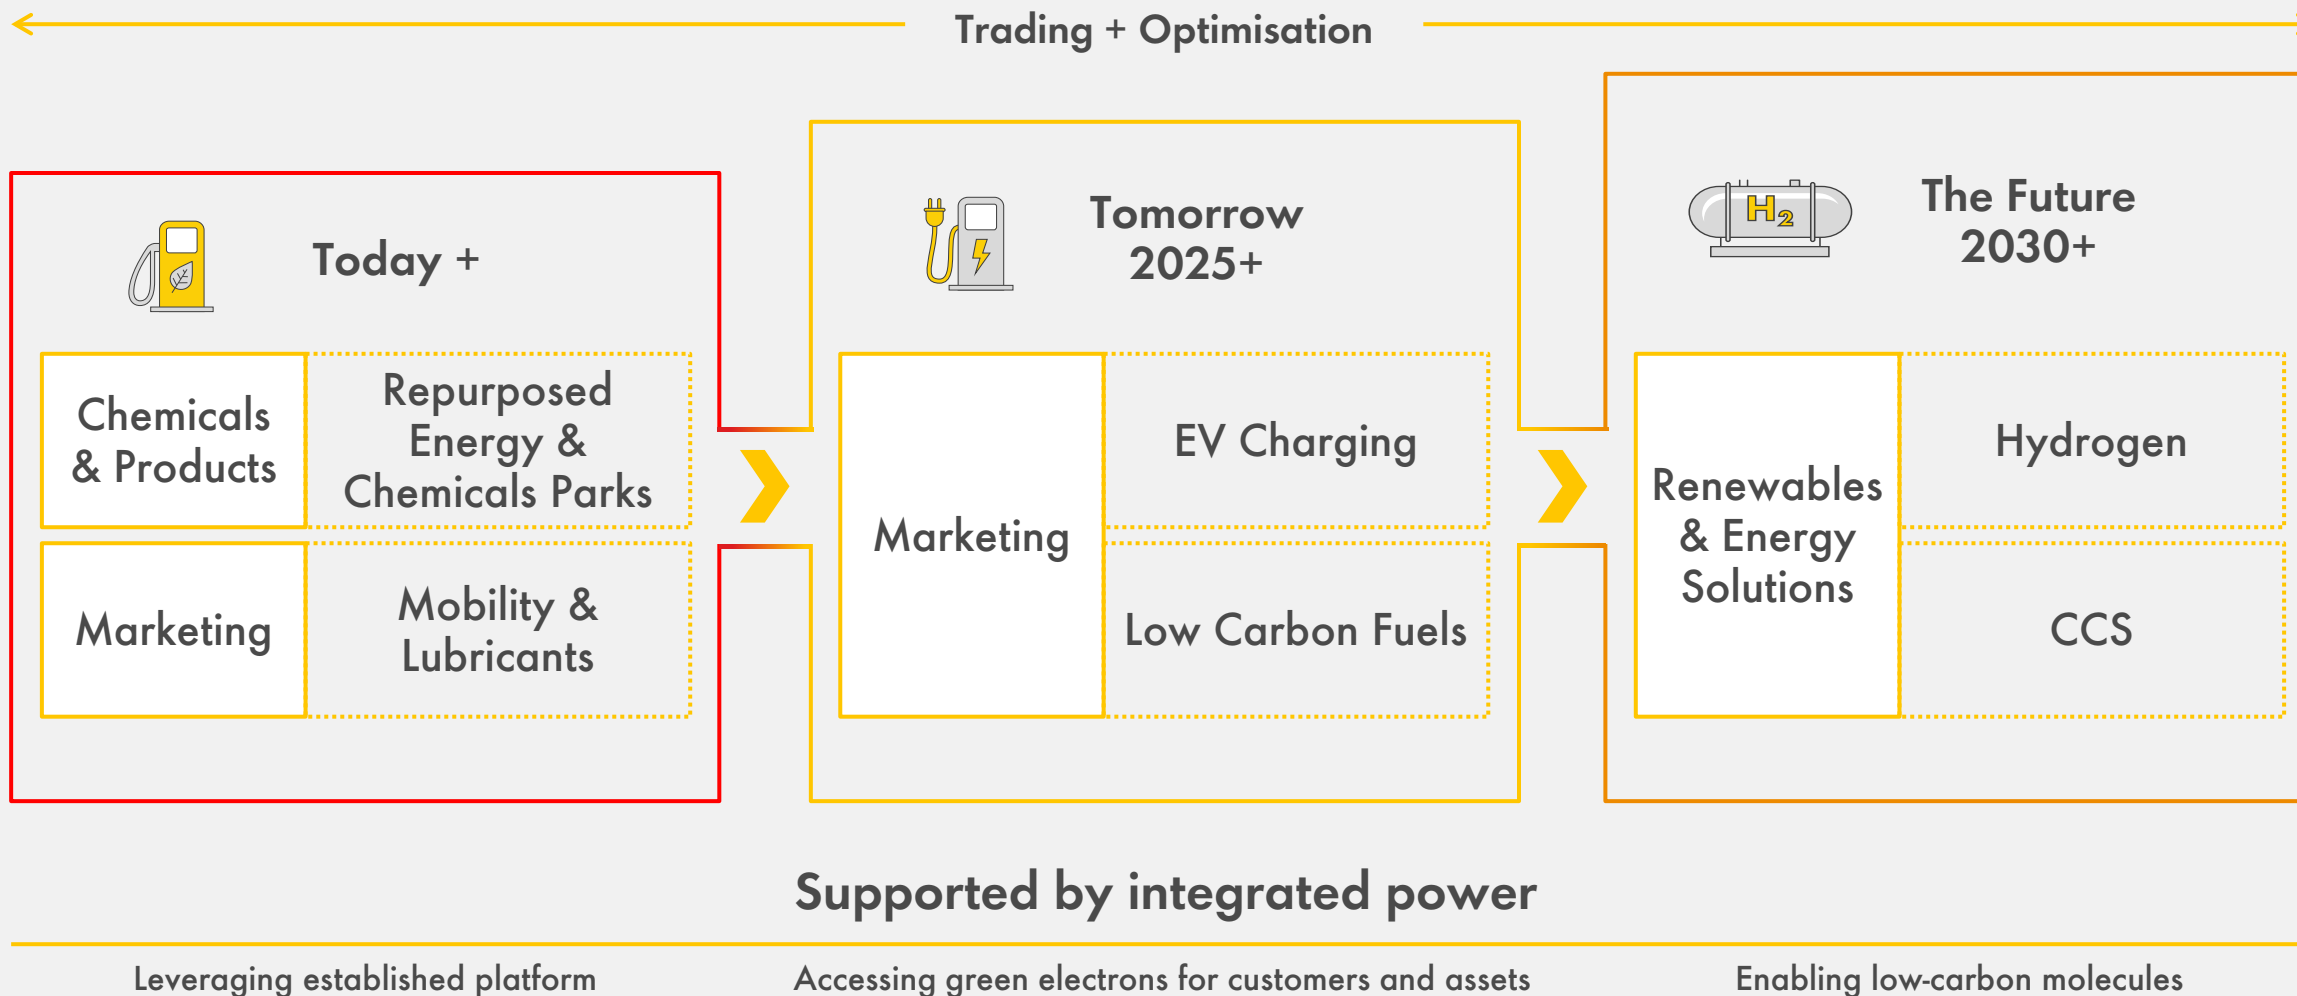 Trading + Optimisation
Today +
Chemicals
& Products
Repurposed
Energy &
Chemicals Parks
Marketing
Mobility &
Lubricants
Tomorrow
2025+
Marketing
EV Charging
Low Carbon Fuels
H2
The Future
2030+
Renewables
& Energy
Solutions
Hydrogen
CCS
Supported by integrated power
Leveraging established platform
Accessing green electrons for customers and assets
Enabling low-carbon molecules